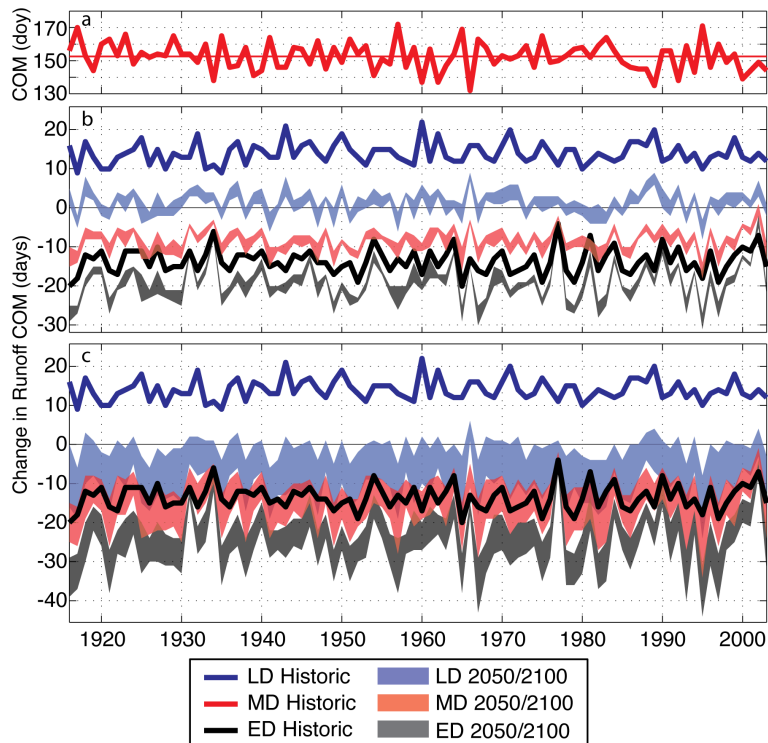 a
COM (doy)
170
150
130
b
20
10
0
-10
-20
-30
Change in Runoff COM (days)
c
20
10
0
-10
-20
-30
-40
1920 1930 1940 1950 1960 1970 1980 1990 2000
LD Historic LD 2050/2100
MD Historic MD 2050/2100
ED Historic ED 2050/2100